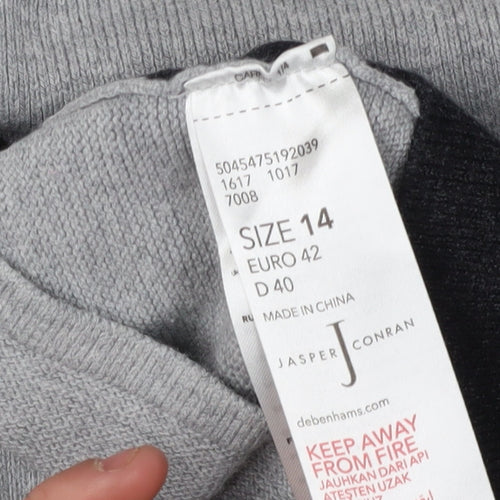 5045475192039
1617 1017
7008
SIZE 14
EURO 42
D 40
MADE IN CHINA
J
JASPER CONRAN
debenhams.com
KEEP AWAY
FROM FIRE
JAUHKAN DARI API
ATEŞTEN UZAK